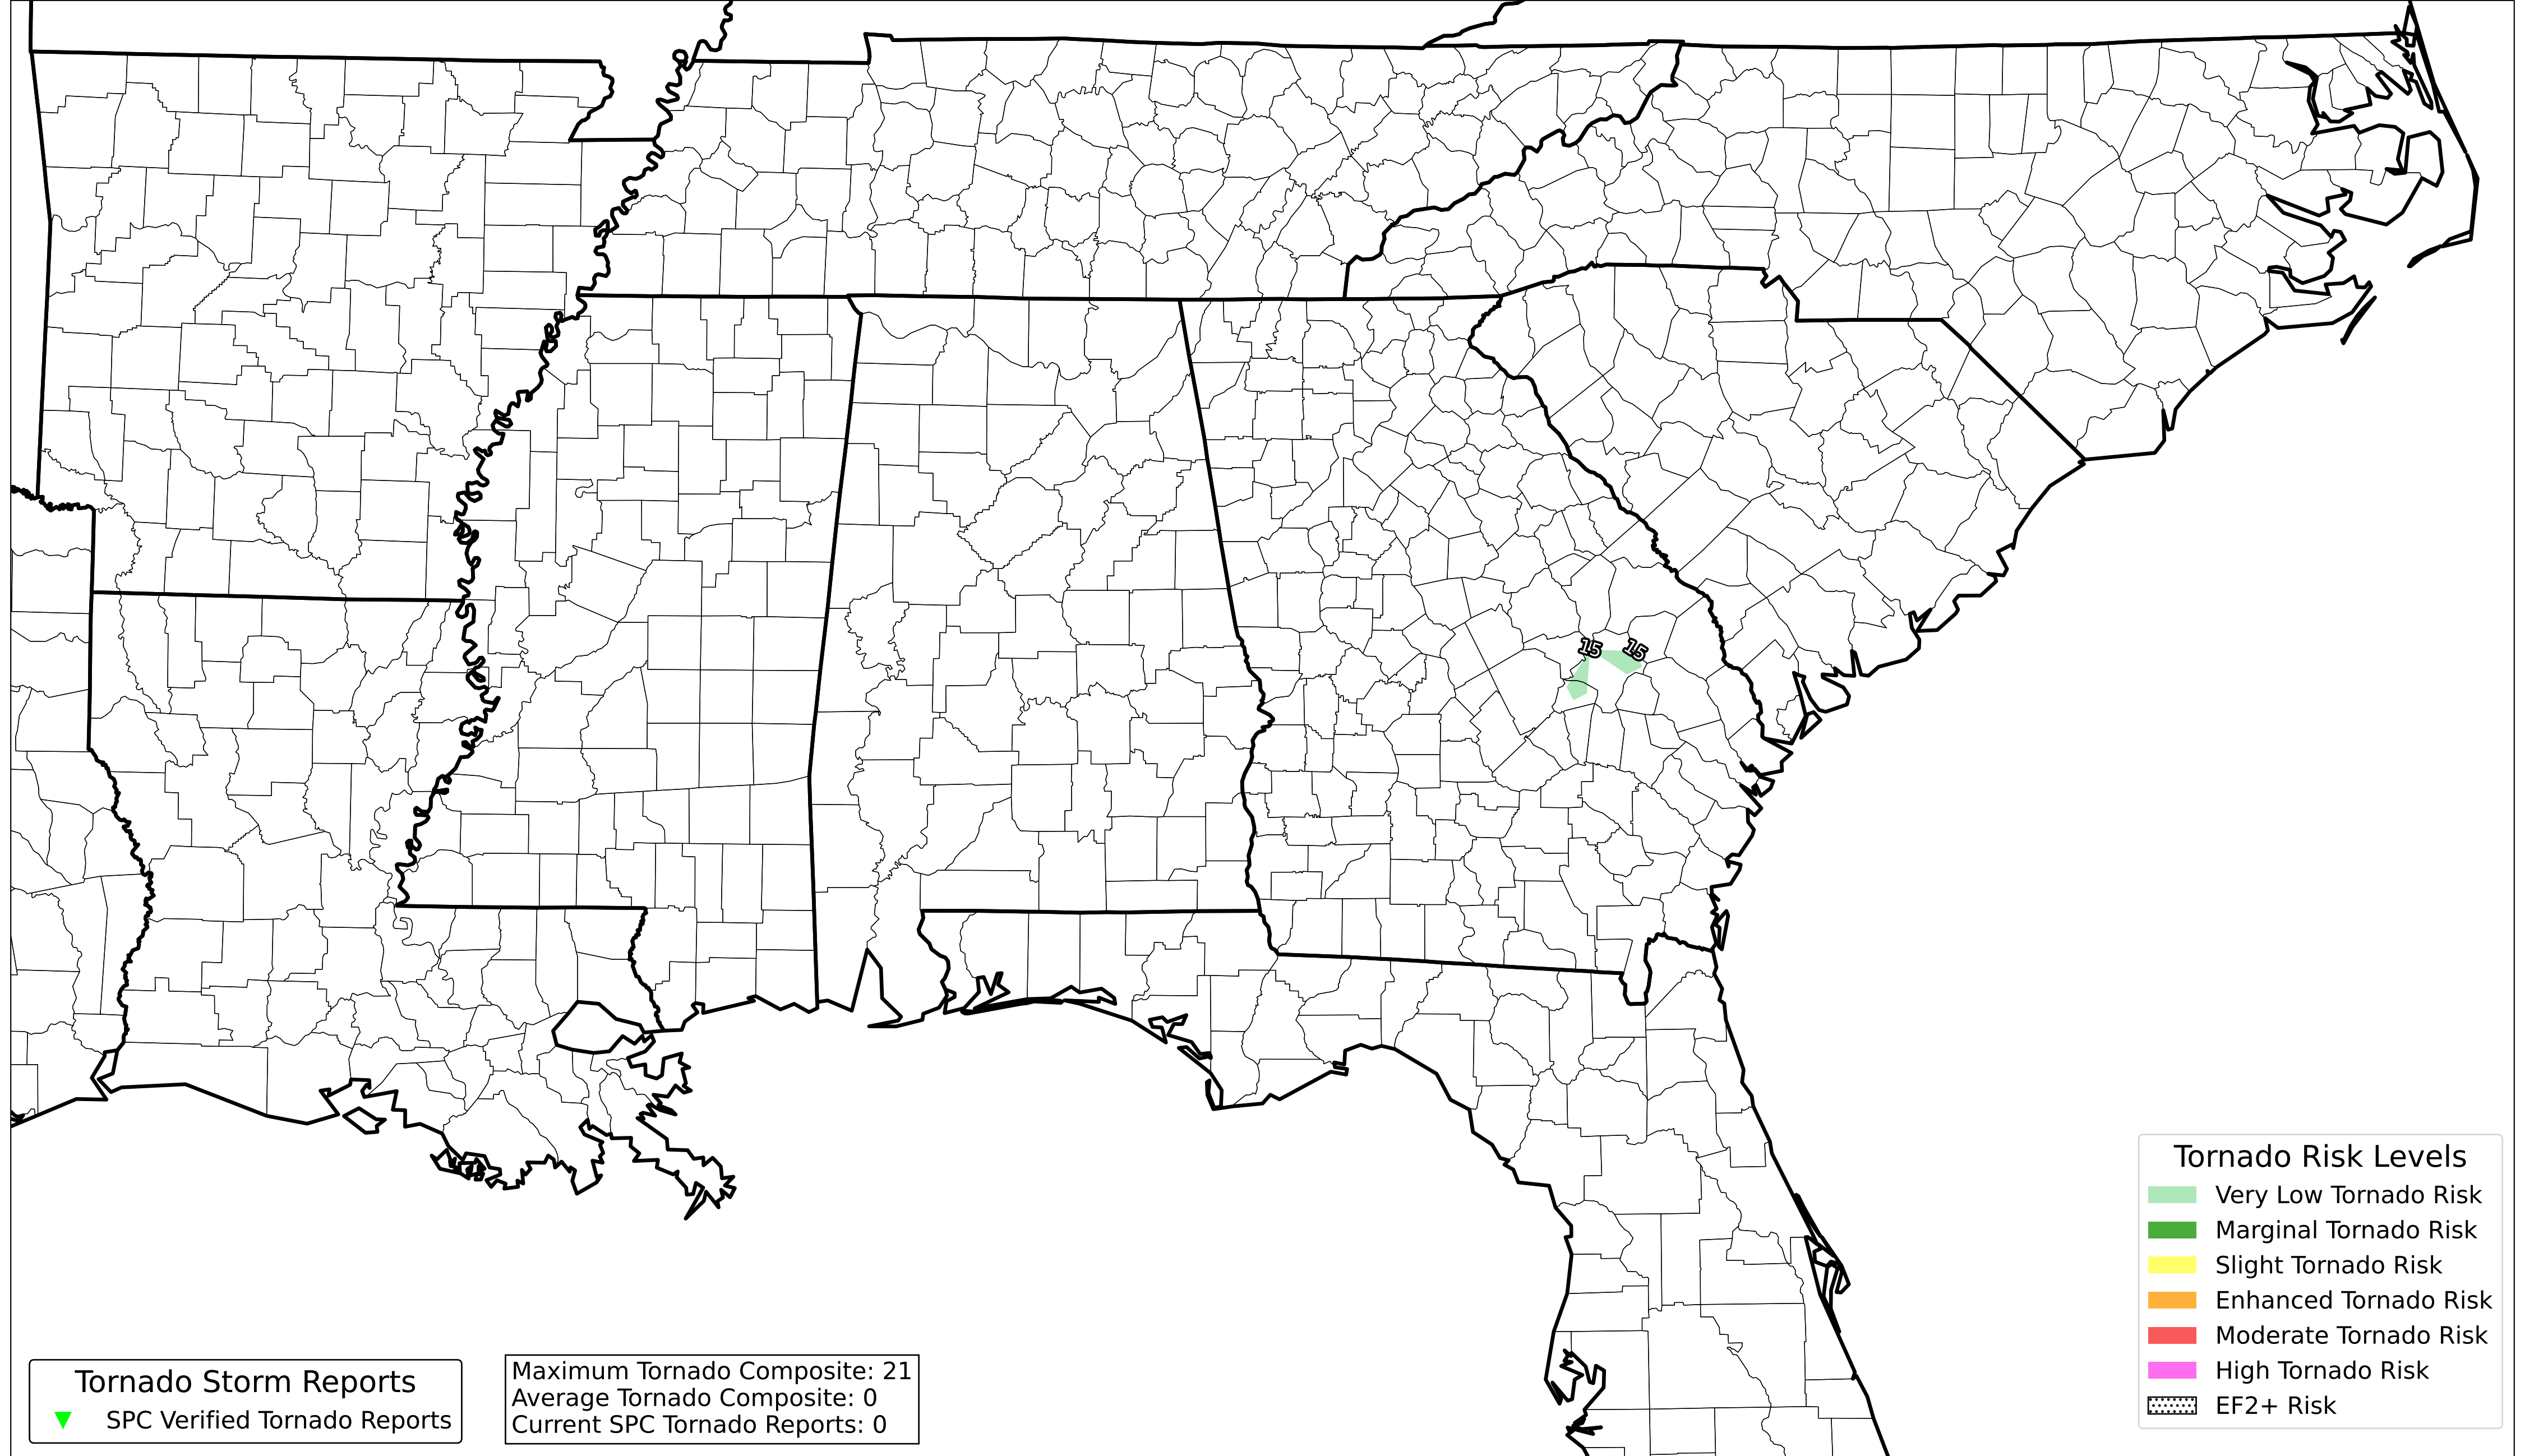 15
15
Tornado Risk Levels
Very Low Tornado Risk
Marginal Tornado Risk
Slight Tornado Risk
Enhanced Tornado Risk
Moderate Tornado Risk
High Tornado Risk
EF2+ Risk
Tornado Storm Reports
SPC Verified Tornado Reports
Maximum Tornado Composite: 21
Average Tornado Composite: 0
Current SPC Tornado Reports: 0